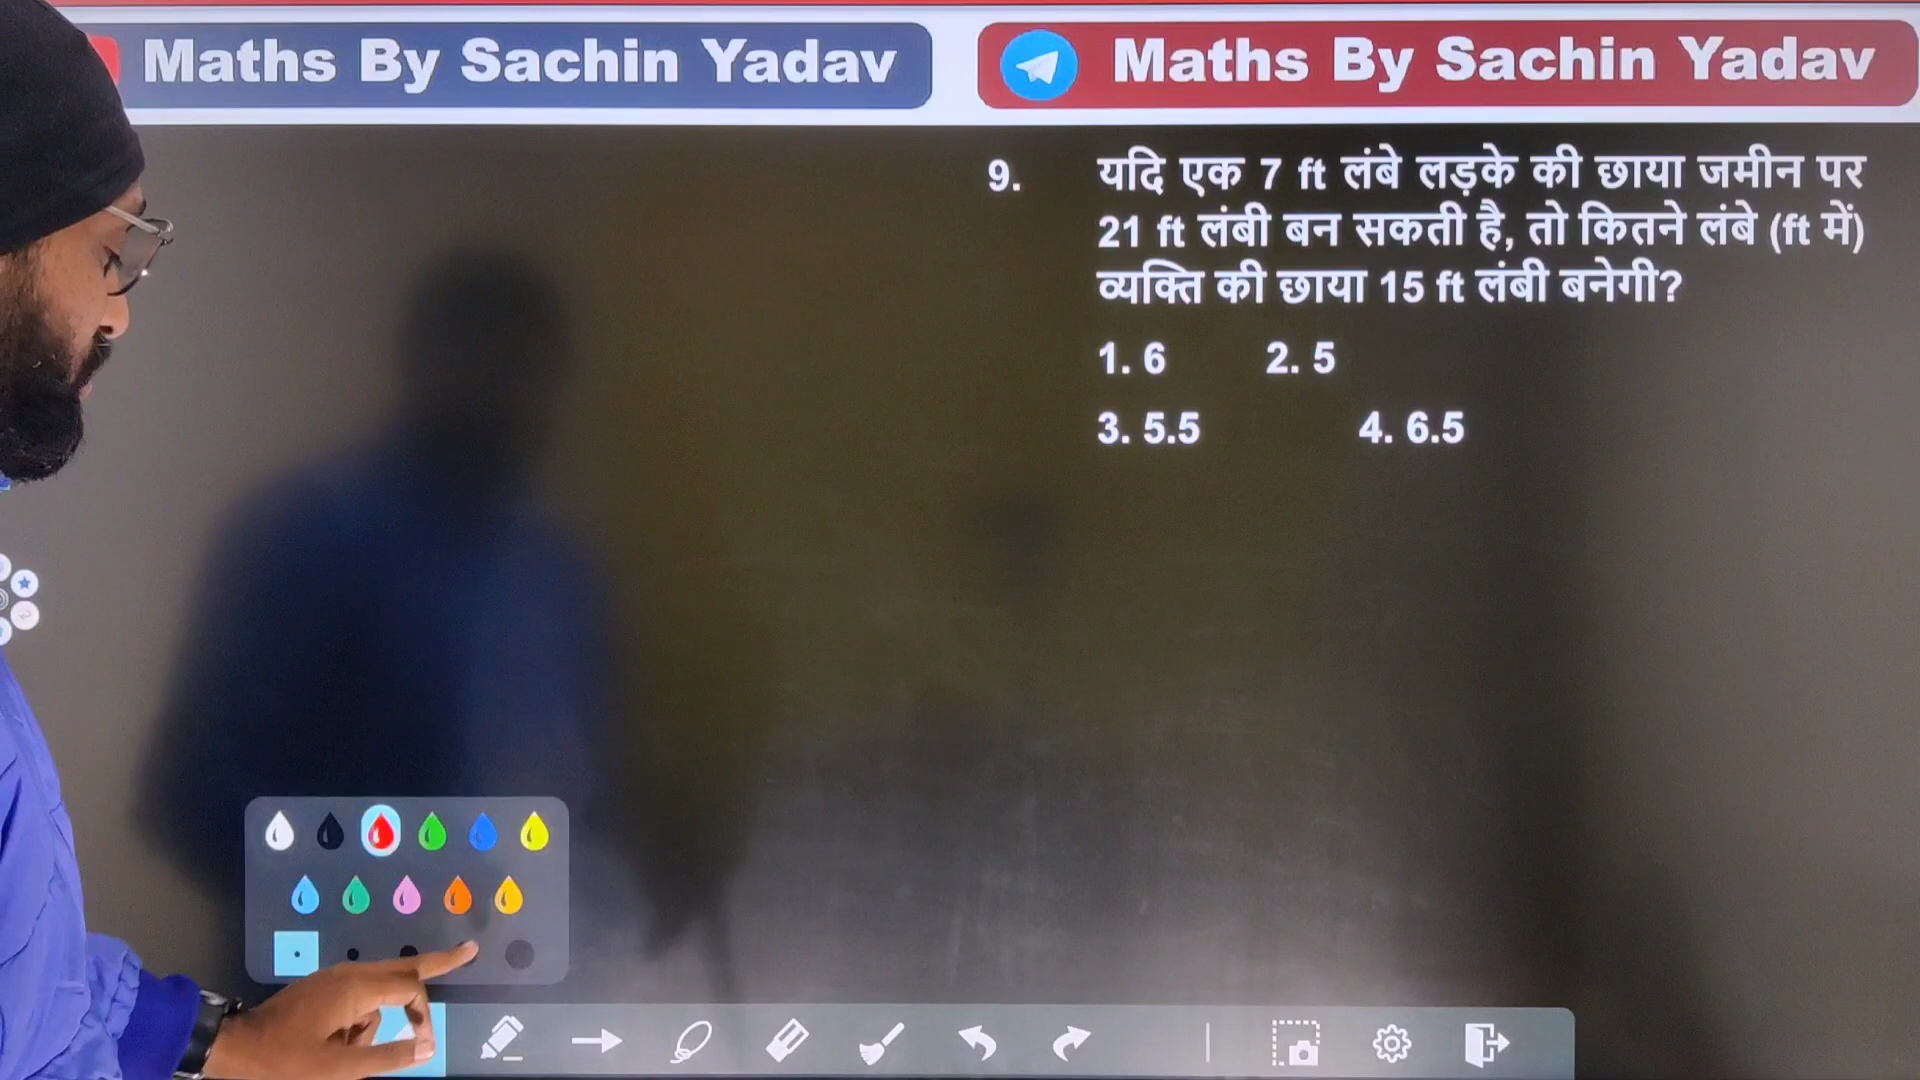 Maths By Sachin Yadav
Maths By Sachin Yadav
9. यदि एक 7 ft लंबे लड़के की छाया जमीन पर
21 ft लंबी बन सकती है, तो कितने लंबे (ft में)
व्यक्ति की छाया 15 ft लंबी बनेगी?
1. 6 2. 5
3. 5.5 4. 6.5